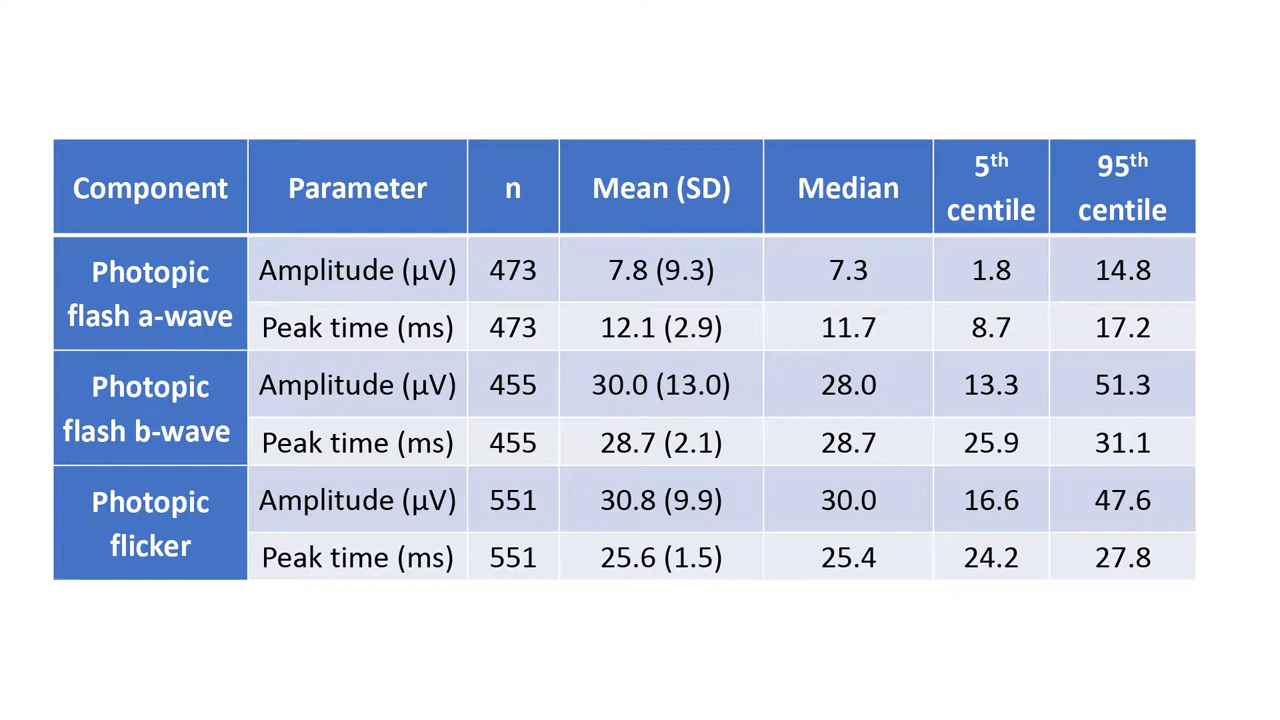 Component Parameter n Mean (SD) Median 5th centile 95th centile
Photopic flash a-wave Amplitude (µV) 473 7.8 (9.3) 7.3 1.8 14.8
Peak time (ms) 473 12.1 (2.9) 11.7 8.7 17.2
Photopic flash b-wave Amplitude (µV) 455 30.0 (13.0) 28.0 13.3 51.3
Peak time (ms) 455 28.7 (2.1) 28.7 25.9 31.1
Photopic flicker Amplitude (µV) 551 30.8 (9.9) 30.0 16.6 47.6
Peak time (ms) 551 25.6 (1.5) 25.4 24.2 27.8